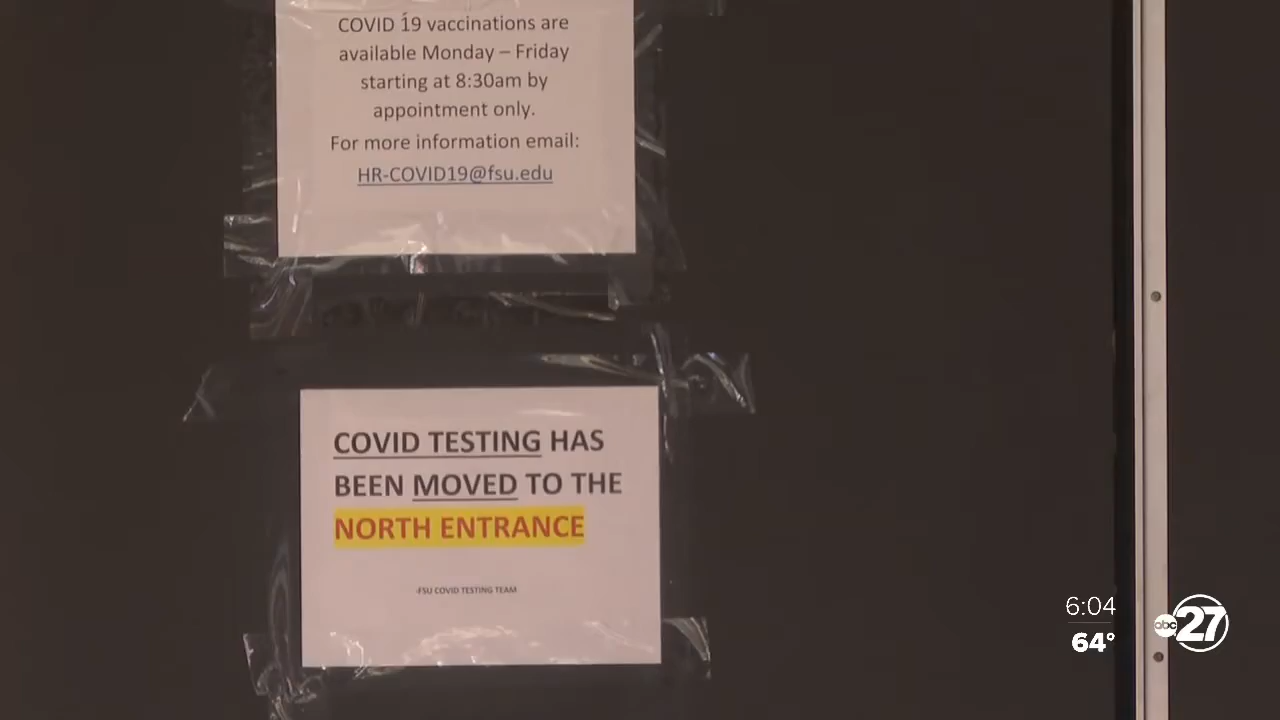 COVID 19 vaccinations are
available Monday – Friday
starting at 8:30am by
appointment only.
For more information email:
HR-COVID19@fsu.edu
COVID TESTING HAS
BEEN MOVED TO THE
NORTH ENTRANCE
-FSU COVID TESTING TEAM
6:04
64°
abc 27